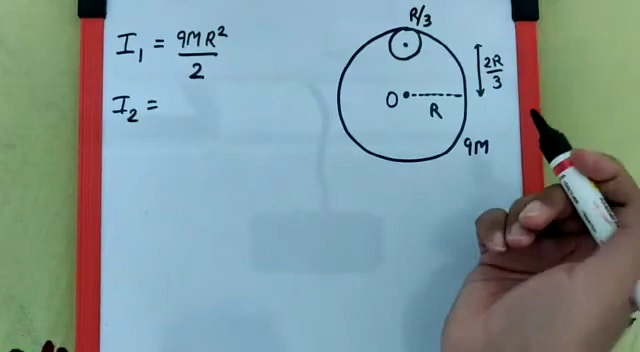 I₁ = 9MR²/2
I₂ =
R/3
2R/3
O
R
9M